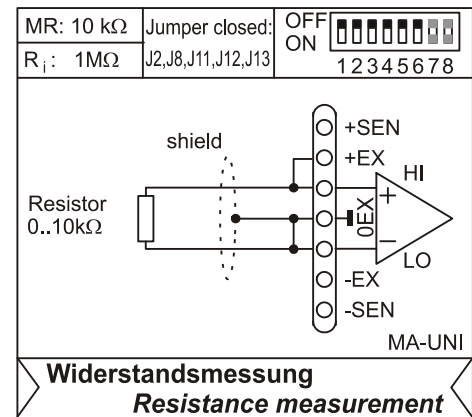 MR: 10 kΩ
Jumper closed:
OFF
ON
Ri: 1MΩ
J2,J8,J11,J12,J13
12345678
shield
+SEN
+EX
HI
Resistor
0..10kΩ
+
0EX
−
LO
-EX
-SEN
MA-UNI
Widerstandsmessung
Resistance measurement